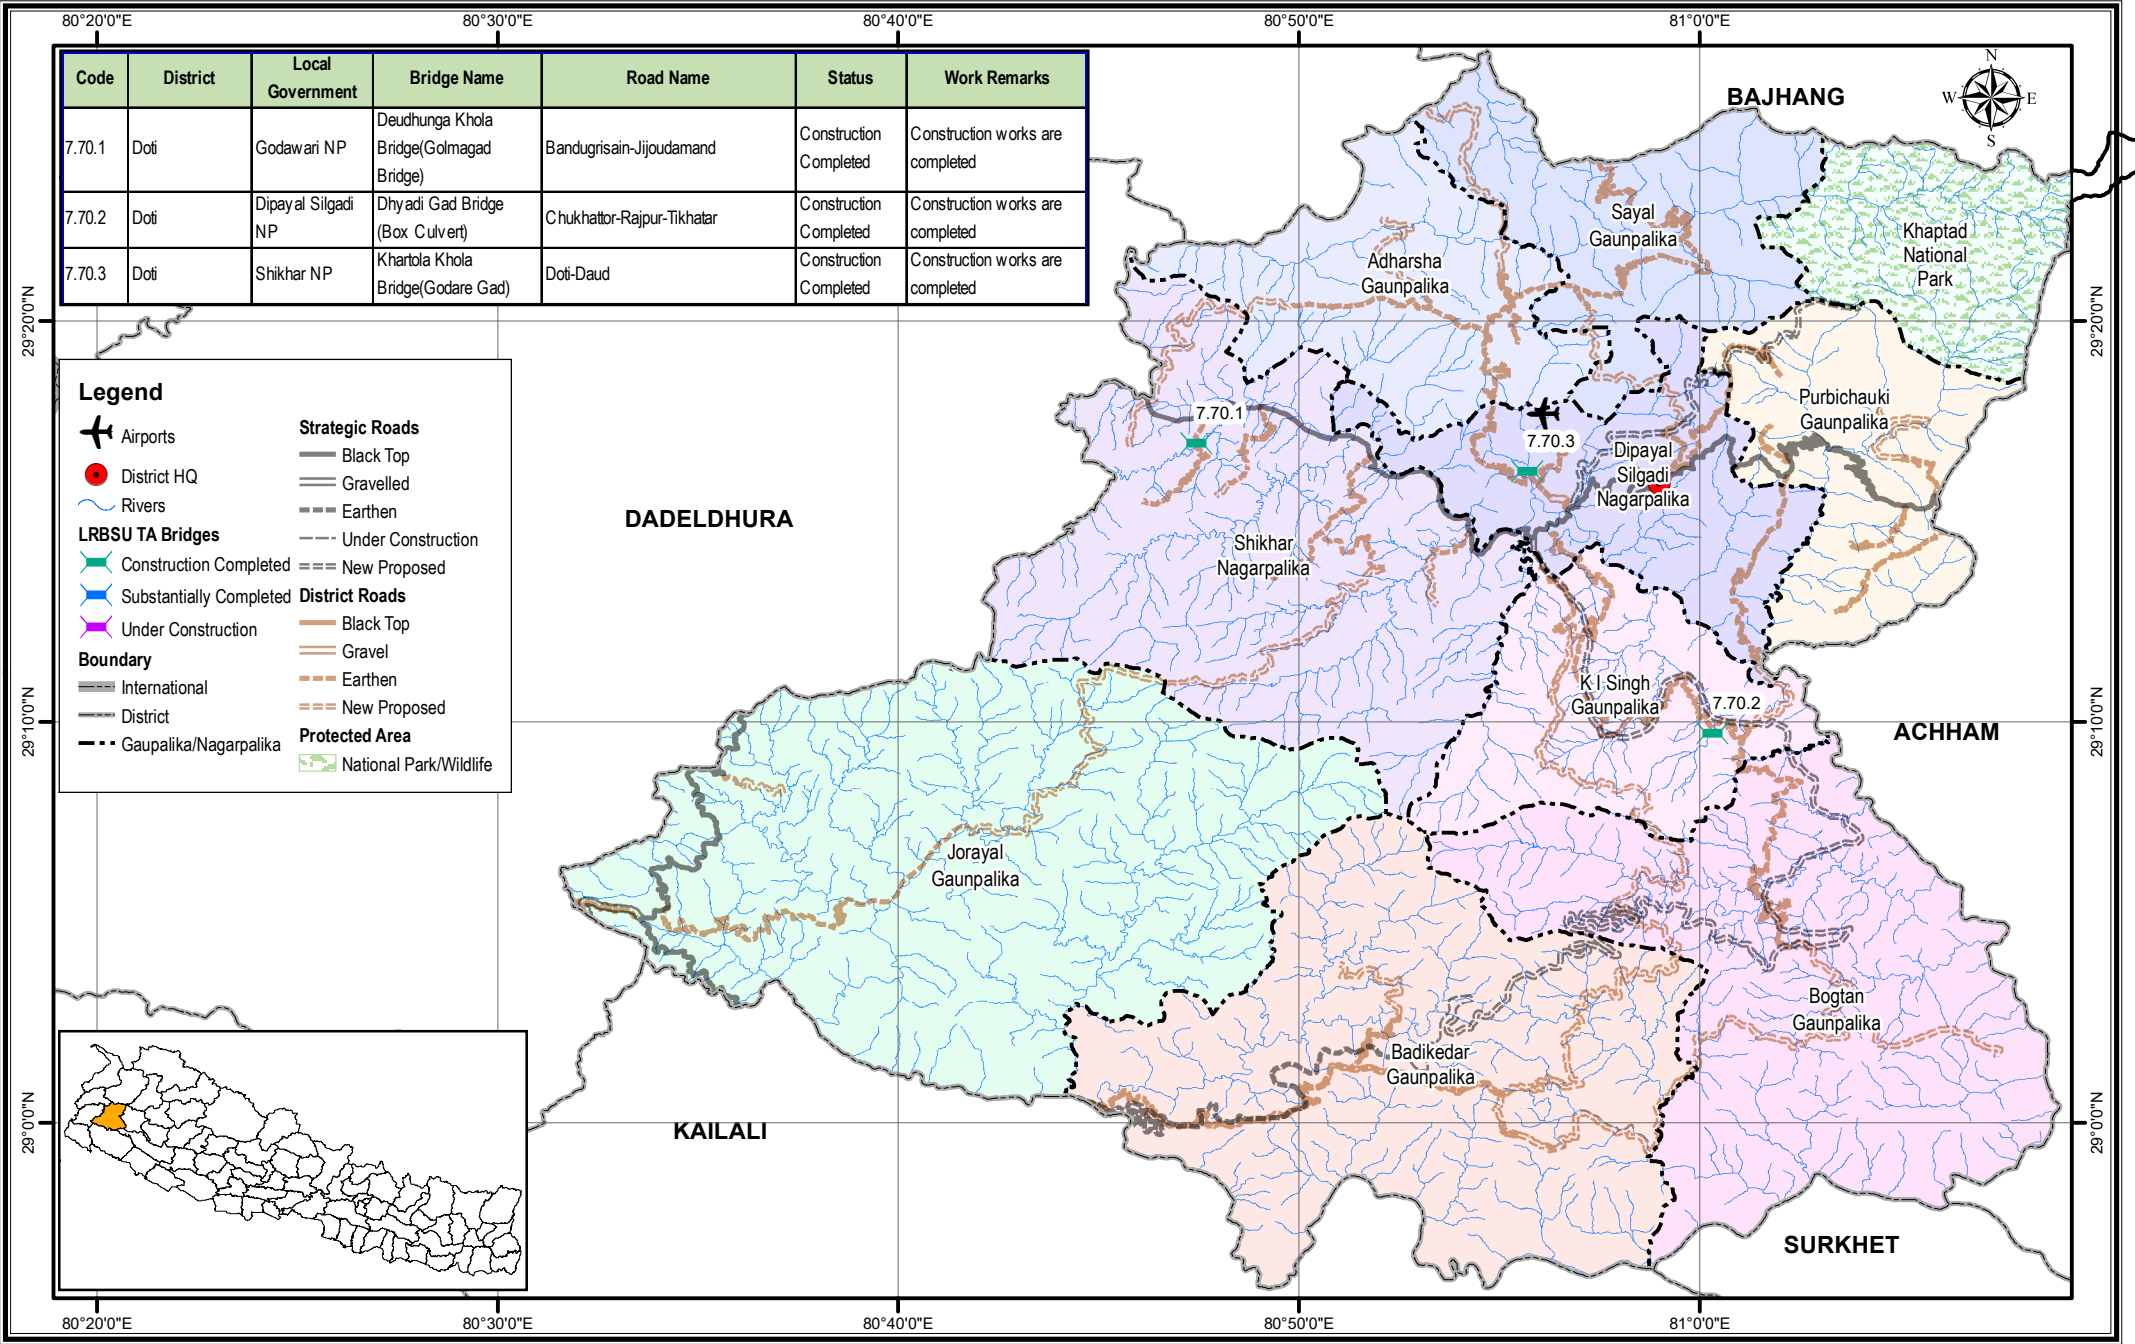 80°20'0"E
80°30'0"E
80°40'0"E
80°50'0"E
81°0'0"E
Code
District
Local
Government
Bridge Name
Road Name
Status
Work Remarks
7.70.1
Doti
Godawari NP
Deudhunga Khola
Bridge(Golmagad
Bridge)
Bandugrisain-Jijoudamand
Construction
Completed
Construction works are
completed
7.70.2
Doti
Dipayal Silgadi
NP
Dhyadi Gad Bridge
(Box Culvert)
Chukhattor-Rajpur-Tikhatar
Construction
Completed
Construction works are
completed
7.70.3
Doti
Shikhar NP
Khartola Khola
Bridge(Godare Gad)
Doti-Daud
Construction
Completed
Construction works are
completed
N
W
E
S
BAJHANG
Sayal
Gaunpalika
Khaptad
National
Park
Adharsha
Gaunpalika
29°20'0"N
29°20'0"N
Purbichauki
Gaunpalika
7.70.1
7.70.3
Dipayal
Silgadi
Nagarpalika
DADELDHURA
Shikhar
Nagarpalika
K I Singh
Gaunpalika
7.70.2
29°10'0"N
29°10'0"N
ACHHAM
Jorayal
Gaunpalika
Bogtan
Gaunpalika
Badikedar
Gaunpalika
29°0'0"N
29°0'0"N
KAILALI
SURKHET
Legend
Airports
District HQ
Rivers
LRBSU TA Bridges
Construction Completed
Substantially Completed
Under Construction
Boundary
International
District
Gaupalika/Nagarpalika
Strategic Roads
Black Top
Gravelled
Earthen
Under Construction
New Proposed
District Roads
Black Top
Gravel
Earthen
New Proposed
Protected Area
National Park/Wildlife
80°20'0"E
80°30'0"E
80°40'0"E
80°50'0"E
81°0'0"E